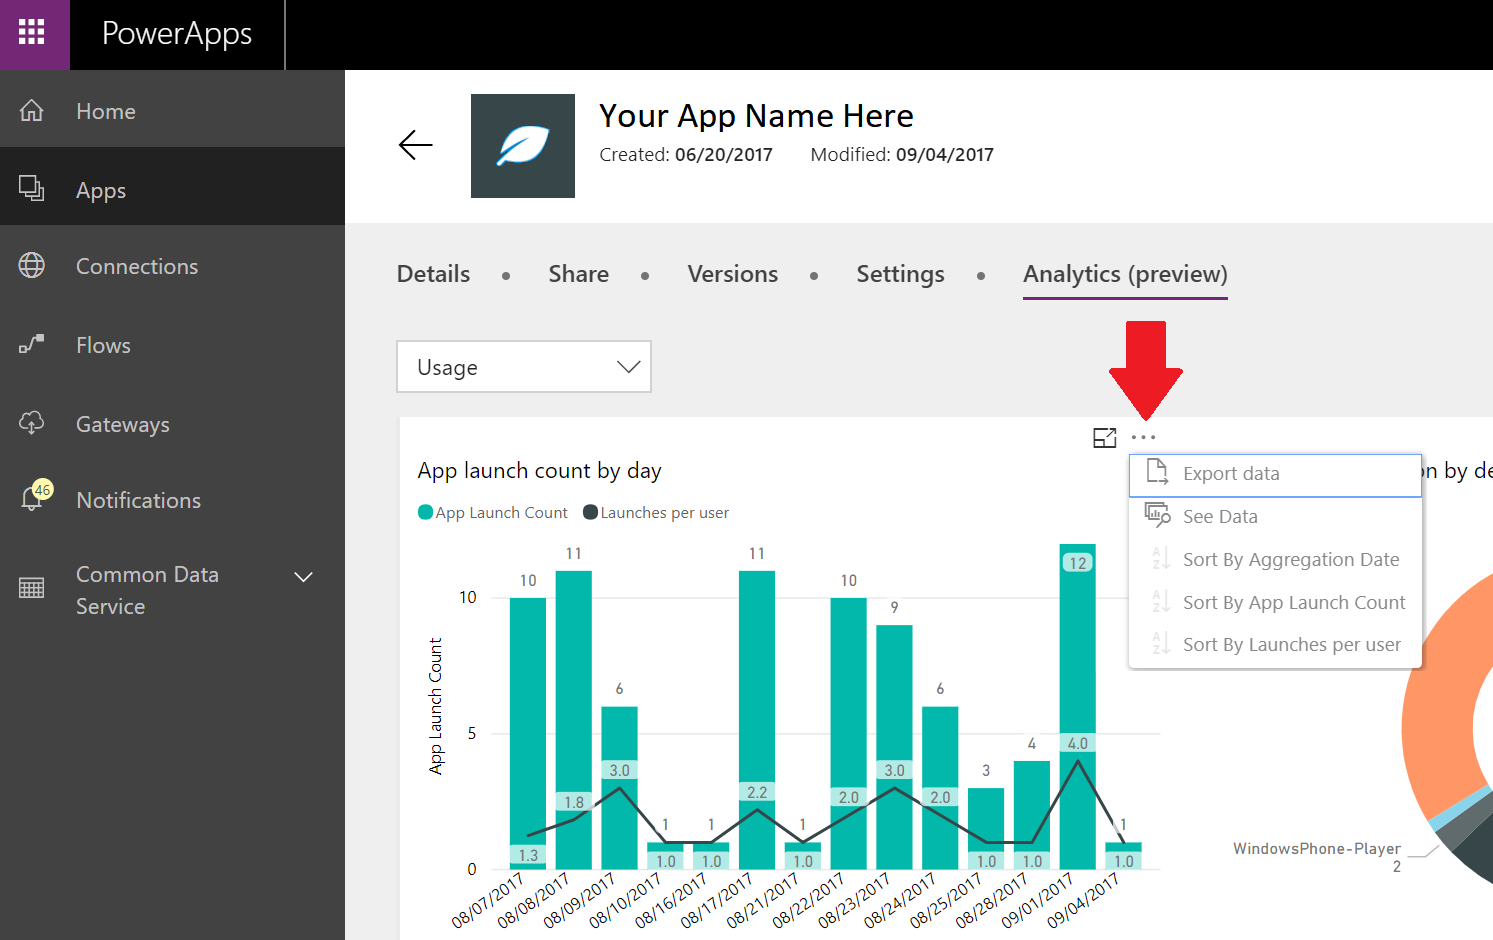 PowerApps
Home
Apps
Connections
Flows
Gateways
46
Notifications
Common Data
Service
Your App Name Here
Created: 06/20/2017 Modified: 09/04/2017
Details • Share • Versions • Settings • Analytics (preview)
Usage
...
App launch count by day
App Launch Count Launches per user
Export data
See Data
Sort By Aggregation Date
Sort By App Launch Count
Sort By Launches per user
on by de
App Launch Count
10
5
0
10
11
6
1
1
11
1
10
9
6
3
4
12
1
1.3
1.8
3.0
1.0
1.0
2.2
1.0
2.0
3.0
2.0
1.0
1.0
4.0
1.0
08/07/2017
08/08/2017
08/09/2017
08/10/2017
08/16/2017
08/17/2017
08/21/2017
08/22/2017
08/23/2017
08/24/2017
08/25/2017
08/28/2017
09/01/2017
09/04/2017
WindowsPhone-Player
2